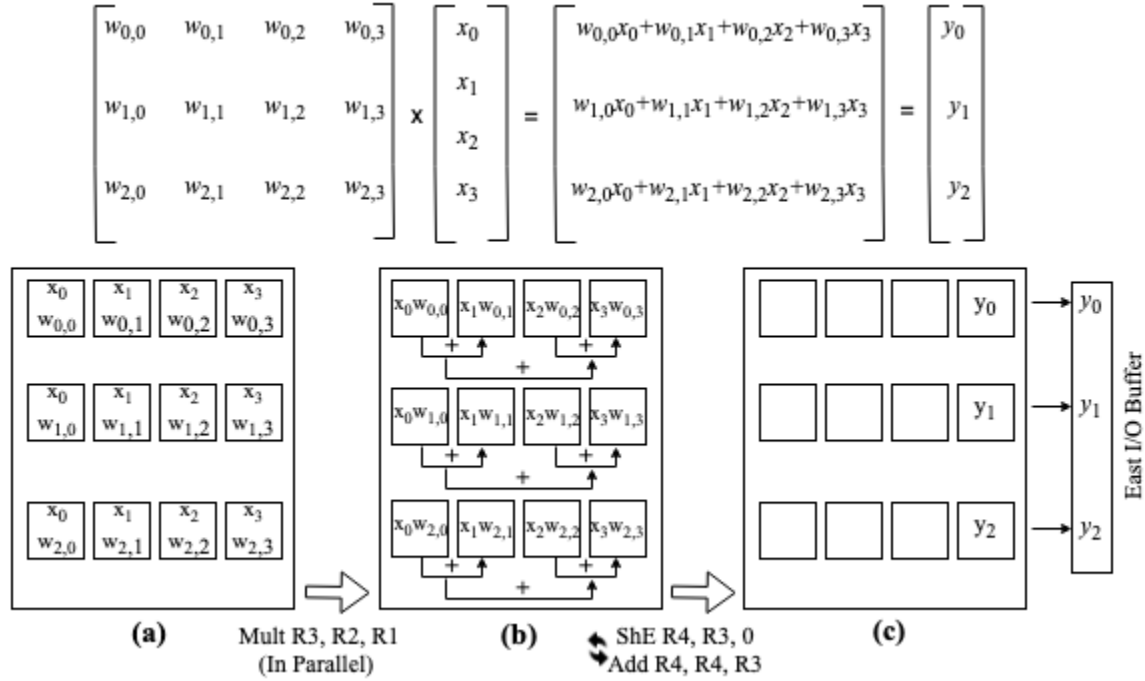 w0,0 w0,1 w0,2 w0,3 x0 w0,0x0+w0,1x1+w0,2x2+w0,3x3 y0
x1
w1,0 w1,1 w1,2 w1,3 x = w1,0x0+w1,1x1+w1,2x2+w1,3x3 = y1
x2
w2,0 w2,1 w2,2 w2,3 x3 w2,0x0+w2,1x1+w2,2x2+w2,3x3 y2
x0 x1 x2 x3
w0,0 w0,1 w0,2 w0,3
x0 x1 x2 x3
w1,0 w1,1 w1,2 w1,3
x0 x1 x2 x3
w2,0 w2,1 w2,2 w2,3
(a)
Mult R3, R2, R1
(In Parallel)
x0w0,0 x1w0,1 x2w0,2 x3w0,3
+ +
+
x0w1,0 x1w1,1 x2w1,2 x3w1,3
+ +
+
x0w2,0 x1w2,1 x2w2,2 x3w2,3
+ +
+
(b)
ShE R4, R3, 0
Add R4, R4, R3
y0 y0
y1 y1
y2 y2
(c)
East I/O Buffer